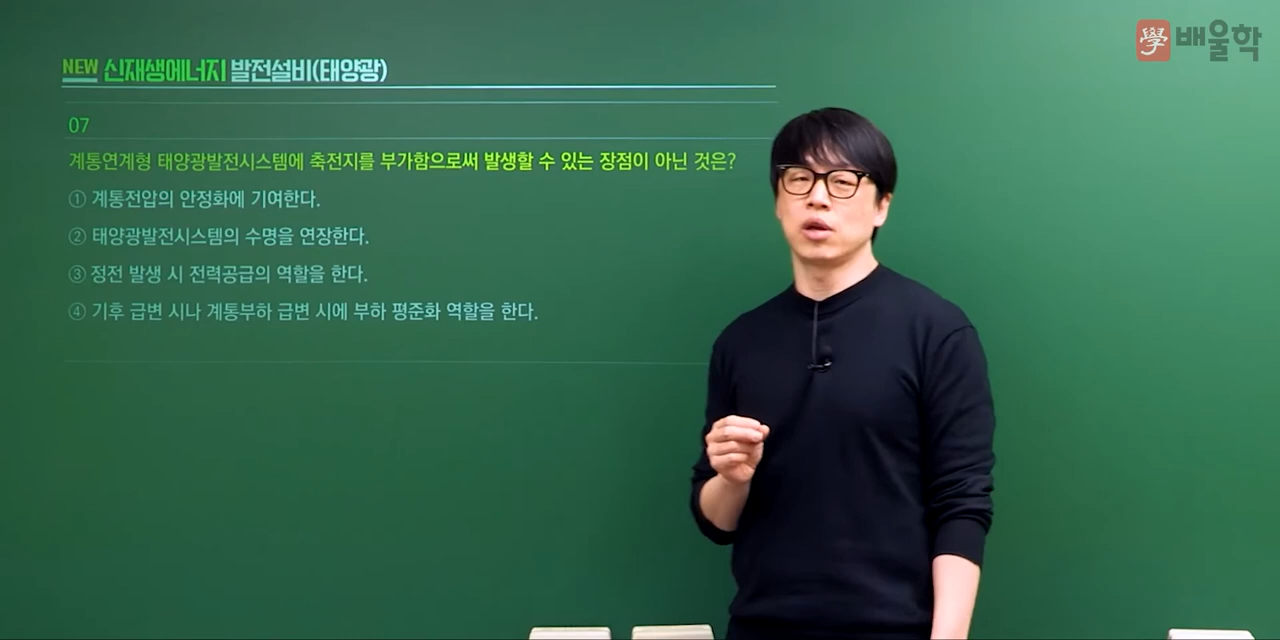 學 배울학
NEW 신재생에너지 발전설비(태양광)
07
계통연계형 태양광발전시스템에 축전지를 부가함으로써 발생할 수 있는 장점이 아닌 것은?
① 계통전압의 안정화에 기여한다.
② 태양광발전시스템의 수명을 연장한다.
③ 정전 발생 시 전력공급의 역할을 한다.
④ 기후 급변 시나 계통부하 급변 시에 부하 평준화 역할을 한다.